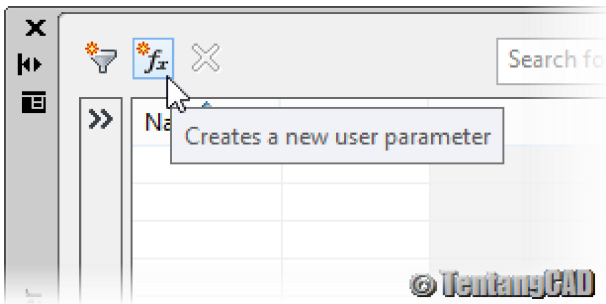 fx
Search fo
Na
Creates a new user parameter
© TentangCAD